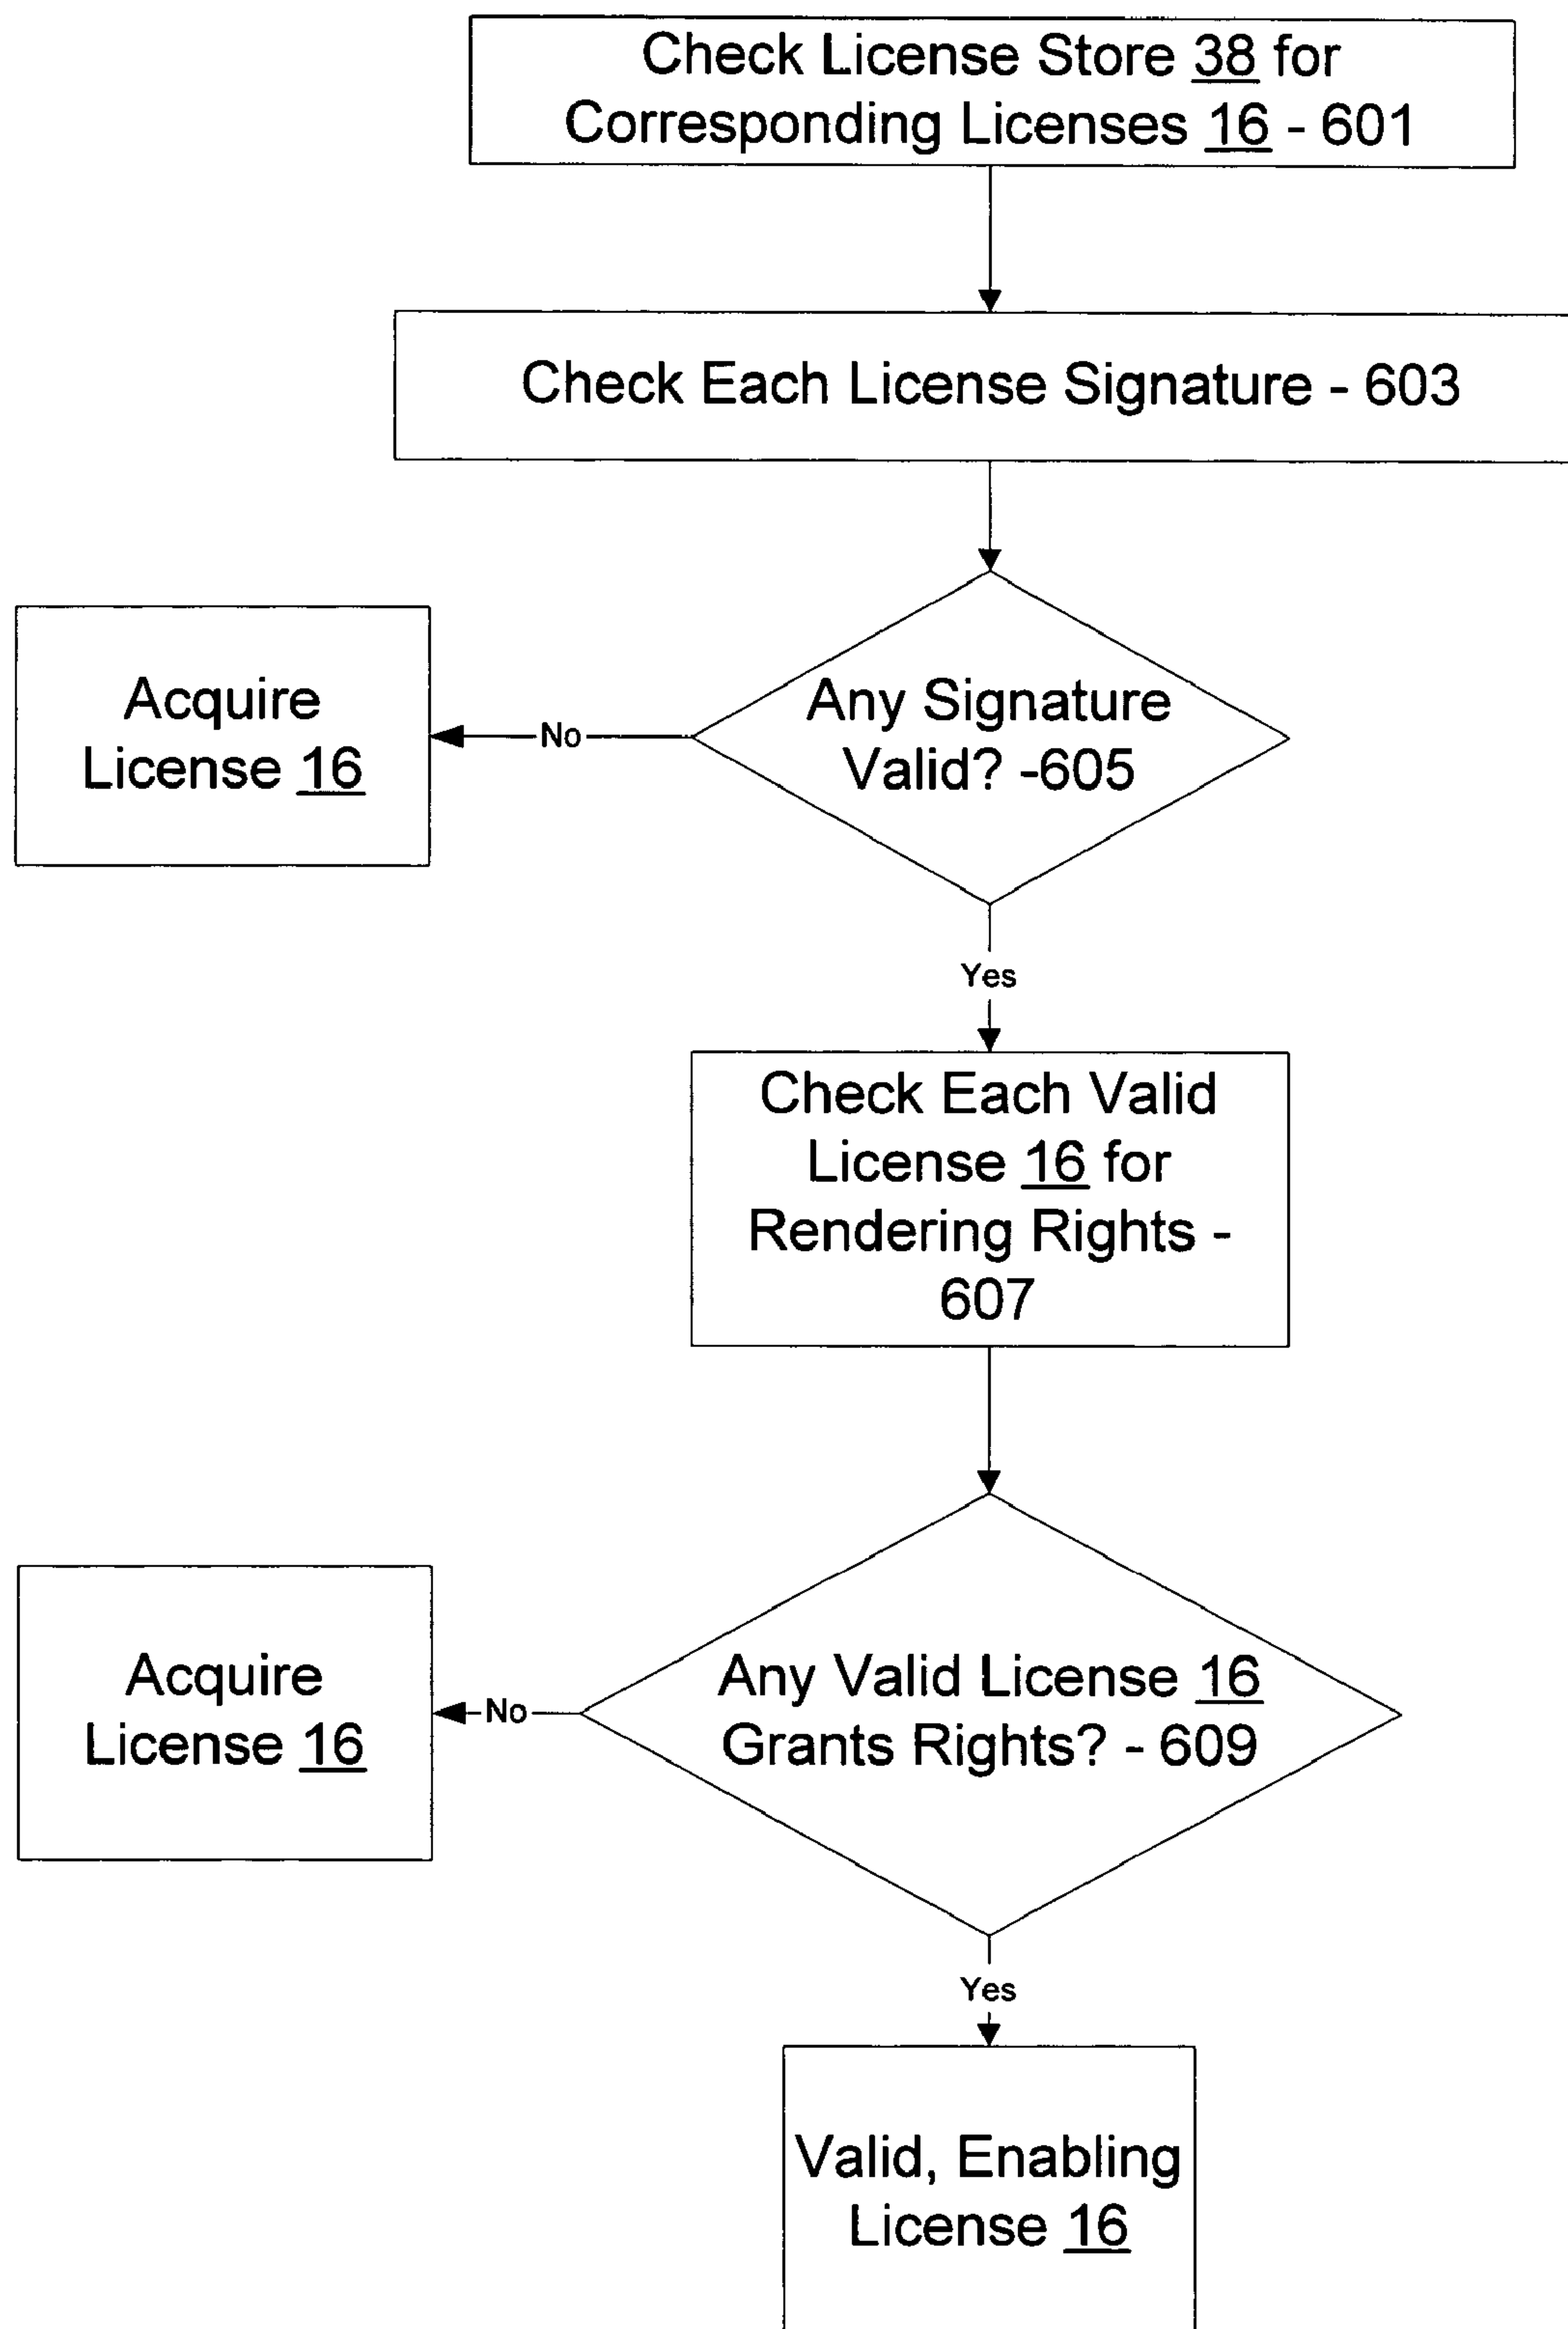 Check License Store 38 for
Corresponding Licenses 16 - 601
Check Each License Signature - 603
Any Signature
Valid? -605
No
Acquire
License 16
Yes
Check Each Valid
License 16 for
Rendering Rights -
607
Any Valid License 16
Grants Rights? - 609
No
Acquire
License 16
Yes
Valid, Enabling
License 16